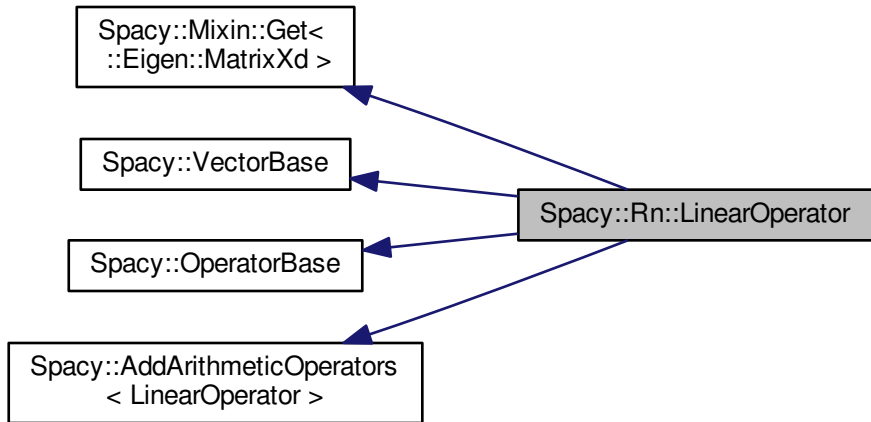 Spacy::Mixin::Get<
::Eigen::MatrixXd >
Spacy::VectorBase
Spacy::Rn::LinearOperator
Spacy::OperatorBase
Spacy::AddArithmeticOperators
< LinearOperator >